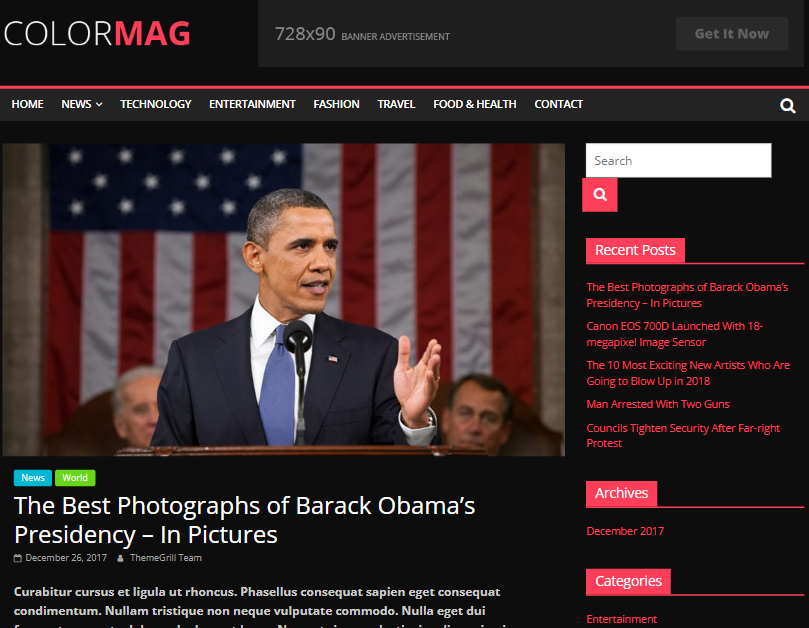 COLORMAG
728x90 BANNER ADVERTISEMENT
Get It Now
HOME NEWS TECHNOLOGY ENTERTAINMENT FASHION TRAVEL FOOD & HEALTH CONTACT
News World
The Best Photographs of Barack Obama’s
Presidency – In Pictures
December 26, 2017 ThemeGrill Team
Curabitur cursus et ligula ut rhoncus. Phasellus consequat sapien eget consequat
condimentum. Nullam tristique non neque vulputate commodo. Nulla eget dui
Search
Recent Posts
The Best Photographs of Barack Obama’s
Presidency – In Pictures
Canon EOS 700D Launched With 18-
megapixel Image Sensor
The 10 Most Exciting New Artists Who Are
Going to Blow Up in 2018
Man Arrested With Two Guns
Councils Tighten Security After Far-right
Protest
Archives
December 2017
Categories
Entertainment